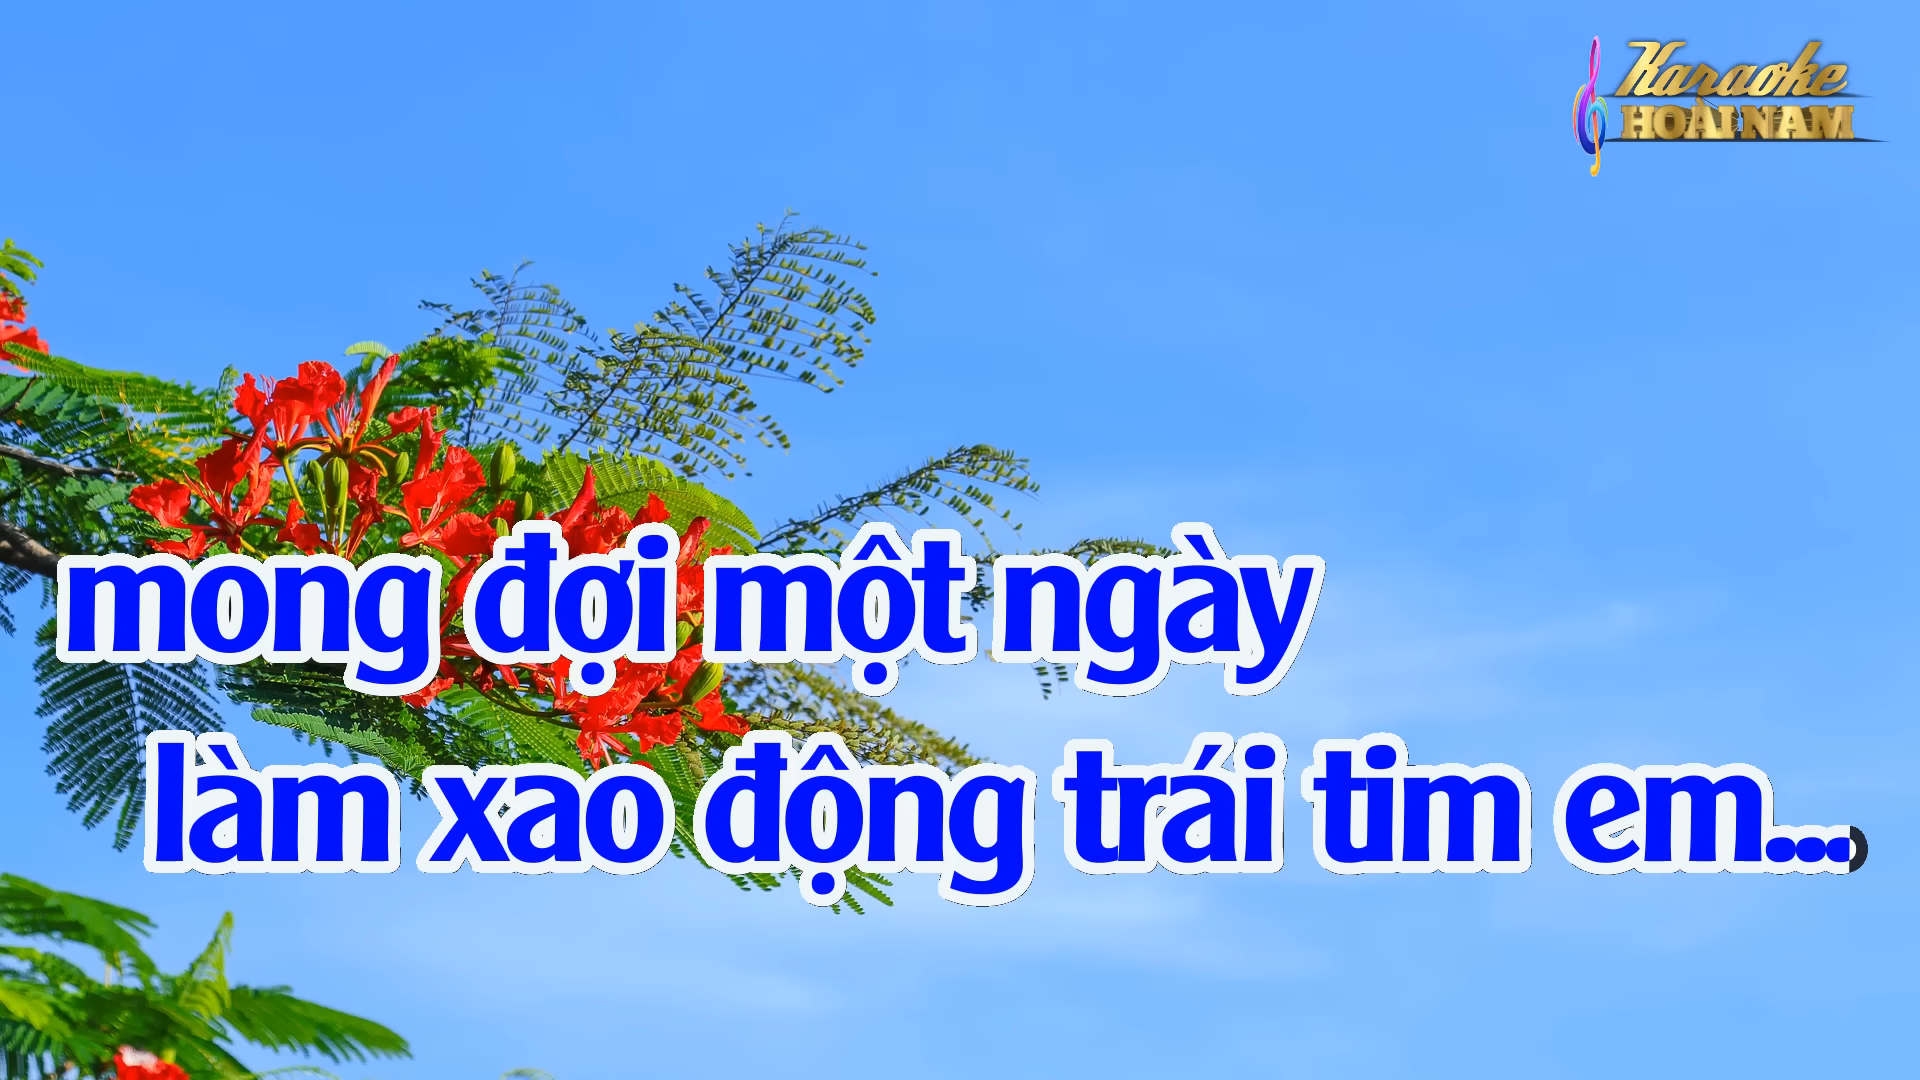 Karaoke
HOÀI NAM
mong đợi một ngày
làm xao động trái tim em...